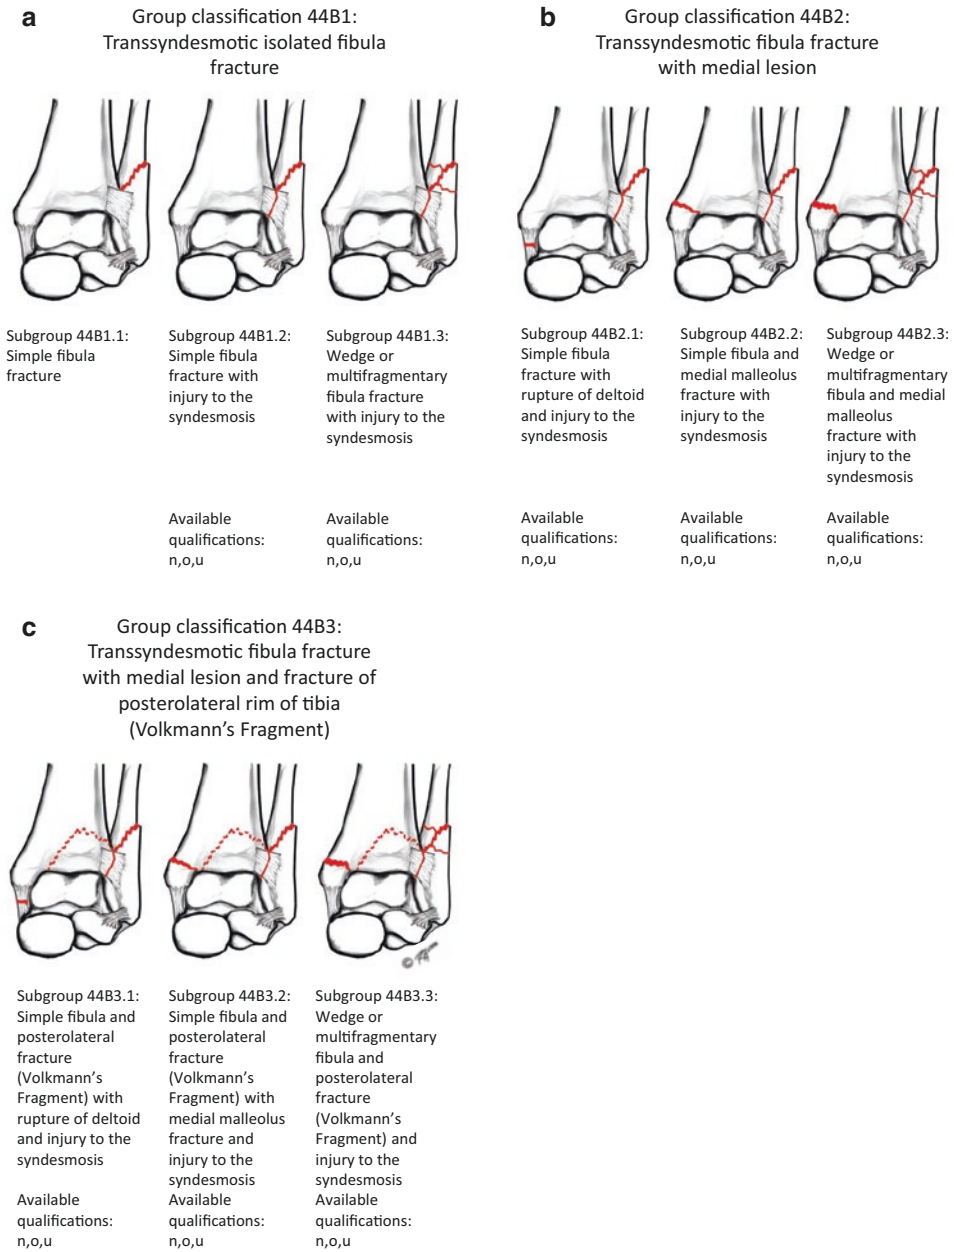 a
Group classification 44B1:
Transsyndesmotic isolated fibula
fracture
b
Group classification 44B2:
Transsyndesmotic fibula fracture
with medial lesion
Subgroup 44B1.1:
Simple fibula
fracture
Subgroup 44B1.2:
Simple fibula
fracture with
injury to the
syndesmosis
Available
qualifications:
n,o,u
Subgroup 44B1.3:
Wedge or
multifragmentary
fibula fracture
with injury to the
syndesmosis
Available
qualifications:
n,o,u
Subgroup 44B2.1:
Simple fibula
fracture with
rupture of deltoid
and injury to the
syndesmosis
Available
qualifications:
n,o,u
Subgroup 44B2.2:
Simple fibula and
medial malleolus
fracture with
injury to the
syndesmosis
Available
qualifications:
n,o,u
Subgroup 44B2.3:
Wedge or
multifragmentary
fibula and medial
malleolus
fracture with
injury to the
syndesmosis
Available
qualifications:
n,o,u
c
Group classification 44B3:
Transsyndesmotic fibula fracture
with medial lesion and fracture of
posterolateral rim of tibia
(Volkmann's Fragment)
Subgroup 44B3.1:
Simple fibula and
posterolateral
fracture
(Volkmann's
Fragment) with
rupture of deltoid
and injury to the
syndesmosis
Available
qualifications:
n,o,u
Subgroup 44B3.2:
Simple fibula and
posterolateral
fracture
(Volkmann's
Fragment) with
medial malleolus
fracture and
injury to the
syndesmosis
Available
qualifications:
n,o,u
Subgroup 44B3.3:
Wedge or
multifragmentary
fibula and
posterolateral
fracture
(Volkmann's
Fragment) and
injury to the
syndesmosis
Available
qualifications:
n,o,u